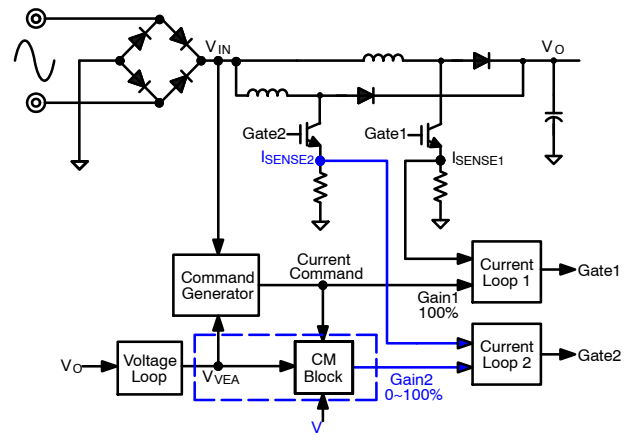 VIN
VO
Gate2
Gate1
ISENSE2
ISENSE1
Command
Generator
Current
Command
Current
Loop 1
Gate1
Gain1
100%
VO
Voltage
Loop
VVEA
CM
Block
Gain2
0~100%
Current
Loop 2
Gate2
V